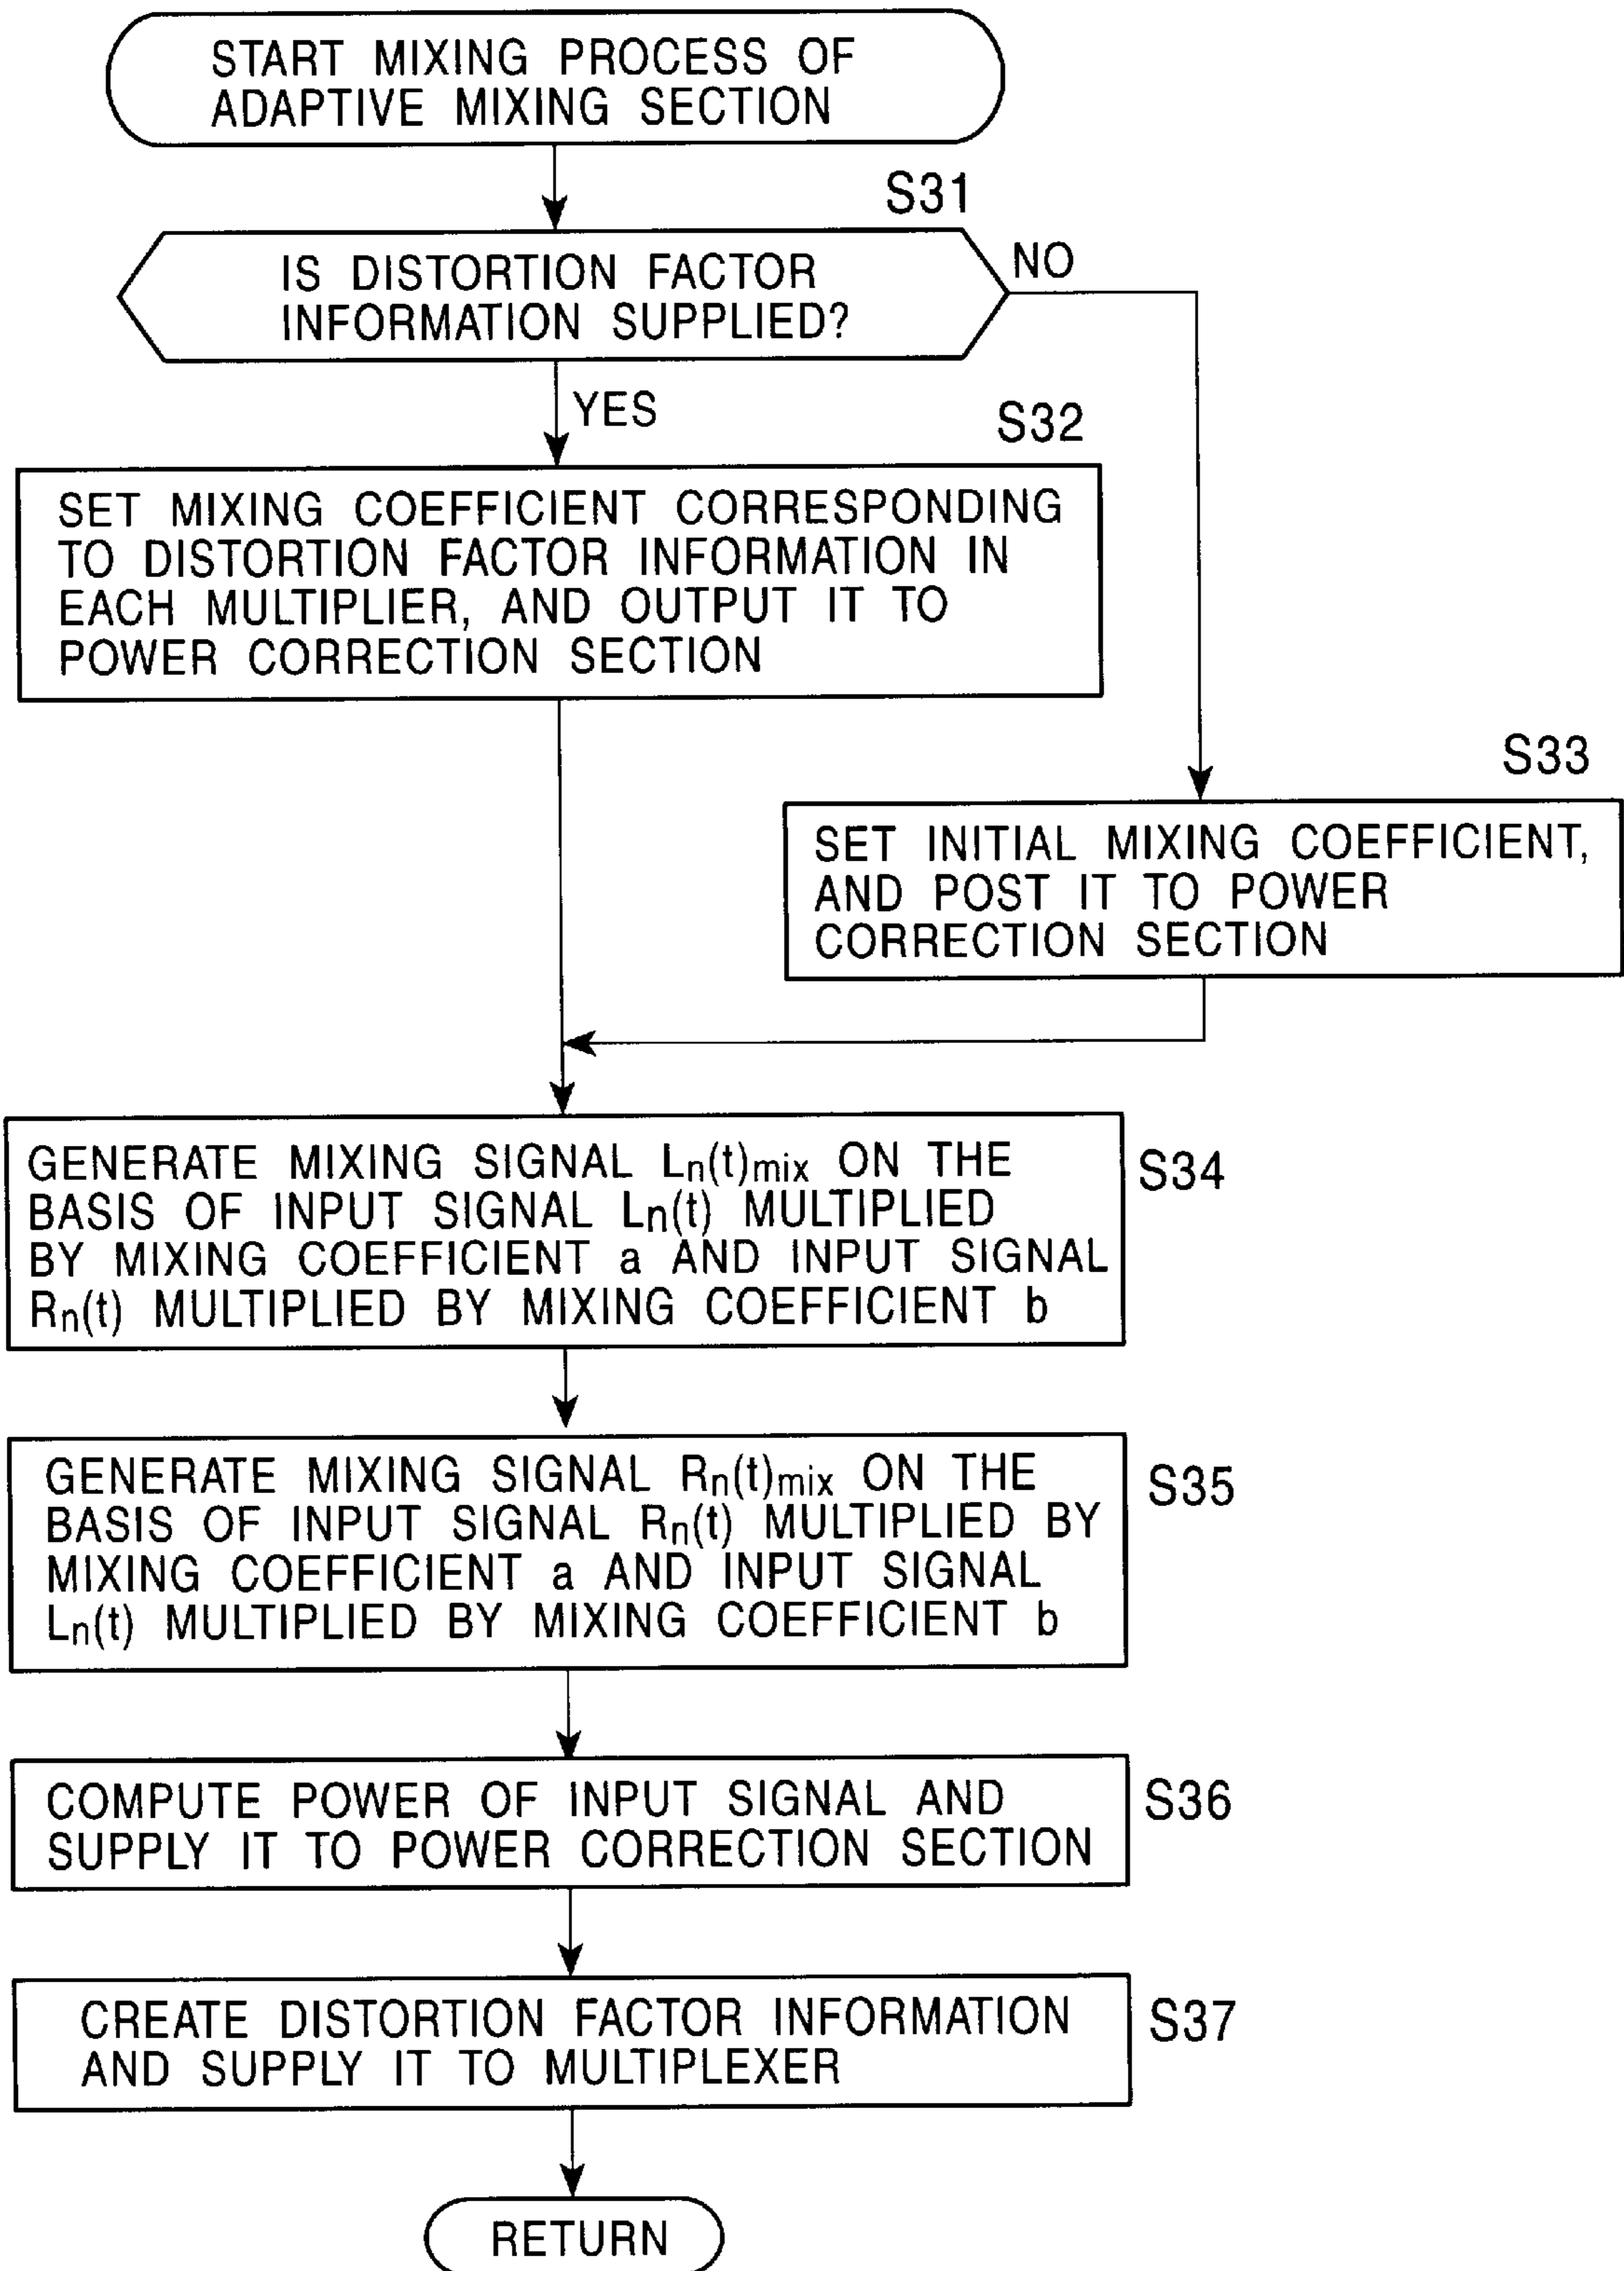 START MIXING PROCESS OF
ADAPTIVE MIXING SECTION
S31
IS DISTORTION FACTOR
INFORMATION SUPPLIED?
NO
YES
S32
SET MIXING COEFFICIENT CORRESPONDING
TO DISTORTION FACTOR INFORMATION IN
EACH MULTIPLIER, AND OUTPUT IT TO
POWER CORRECTION SECTION
S33
SET INITIAL MIXING COEFFICIENT,
AND POST IT TO POWER
CORRECTION SECTION
S34
GENERATE MIXING SIGNAL Ln(t)mix ON THE
BASIS OF INPUT SIGNAL Ln(t) MULTIPLIED
BY MIXING COEFFICIENT a AND INPUT SIGNAL
Rn(t) MULTIPLIED BY MIXING COEFFICIENT b
S35
GENERATE MIXING SIGNAL Rn(t)mix ON THE
BASIS OF INPUT SIGNAL Rn(t) MULTIPLIED BY
MIXING COEFFICIENT a AND INPUT SIGNAL
Ln(t) MULTIPLIED BY MIXING COEFFICIENT b
S36
COMPUTE POWER OF INPUT SIGNAL AND
SUPPLY IT TO POWER CORRECTION SECTION
S37
CREATE DISTORTION FACTOR INFORMATION
AND SUPPLY IT TO MULTIPLEXER
RETURN